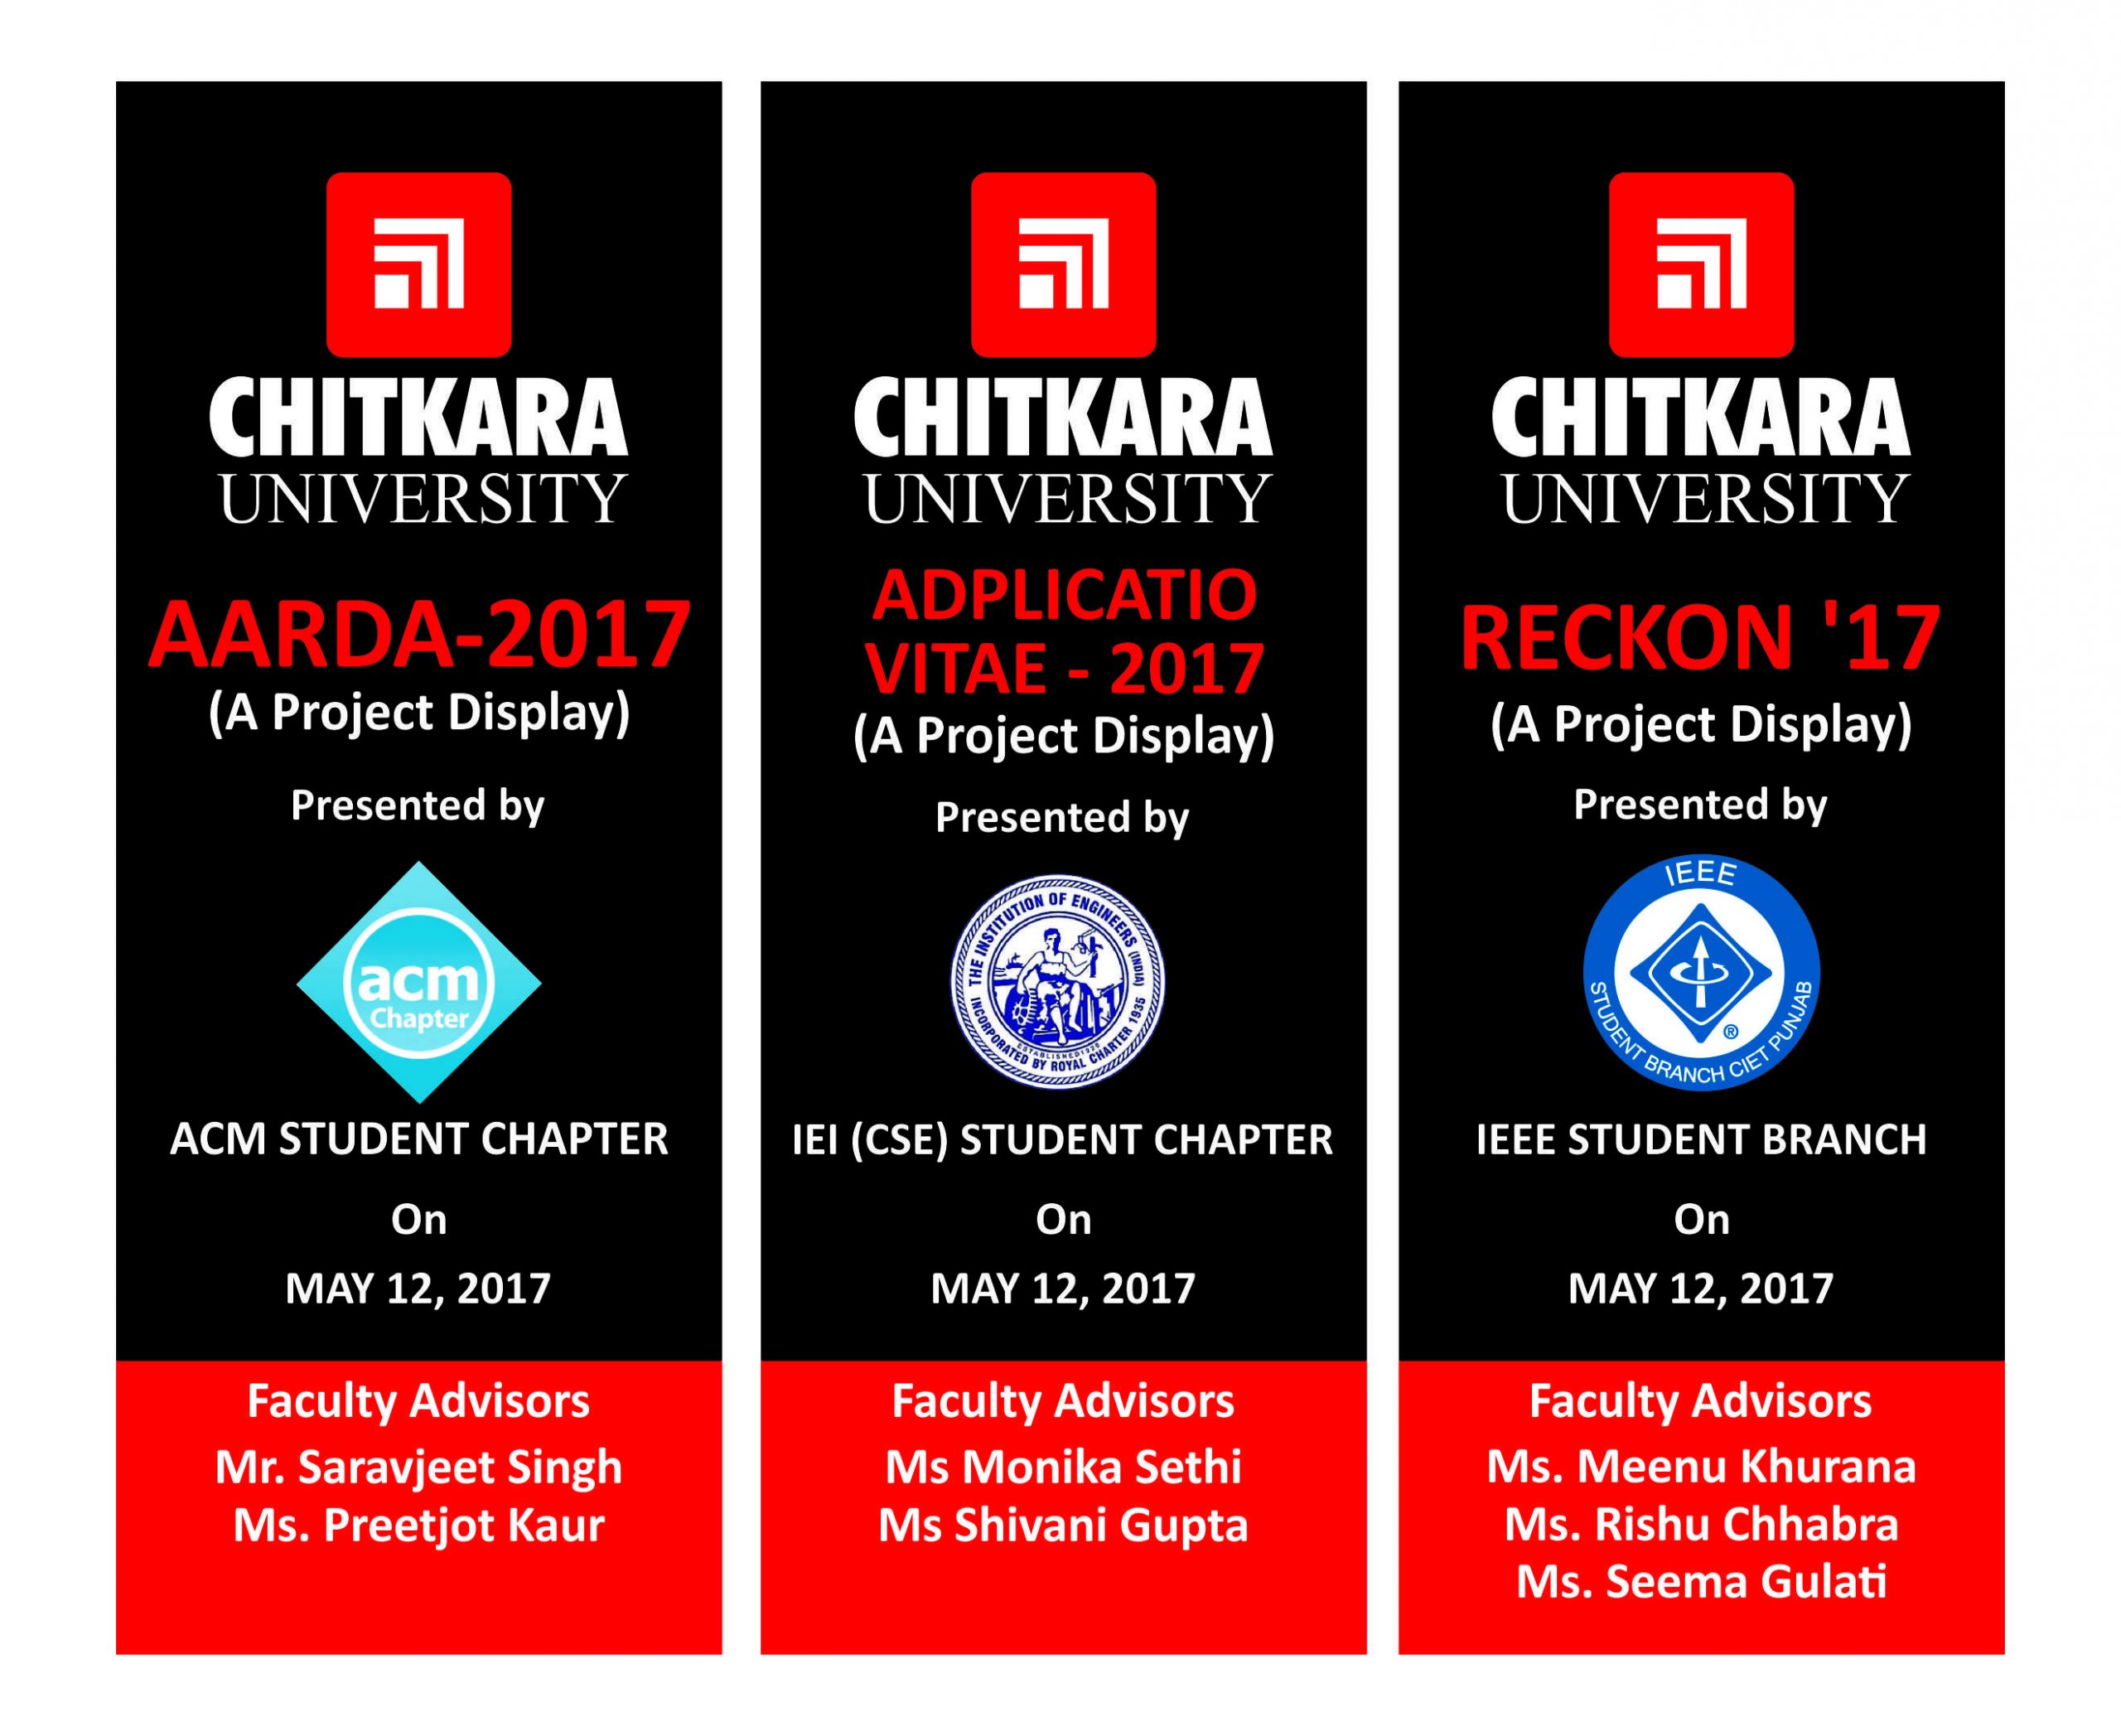 CHITKARA
UNIVERSITY
AARDA-2017
(A Project Display)
Presented by
acm
Chapter
ACM STUDENT CHAPTER
On
MAY 12, 2017
Faculty Advisors
Mr. Saravjeet Singh
Ms. Preetjot Kaur
CHITKARA
UNIVERSITY
ADPLICATIO
VITAE - 2017
(A Project Display)
Presented by
THE INSTITUTION OF ENGINEERS (INDIA)
INCORPORATED BY ROYAL CHARTER 1935
ESTABLISHED 1920
IEI (CSE) STUDENT CHAPTER
On
MAY 12, 2017
Faculty Advisors
Ms Monika Sethi
Ms Shivani Gupta
CHITKARA
UNIVERSITY
RECKON '17
(A Project Display)
Presented by
IEEE
®
STUDENT BRANCH CIET PUNJAB
IEEE STUDENT BRANCH
On
MAY 12, 2017
Faculty Advisors
Ms. Meenu Khurana
Ms. Rishu Chhabra
Ms. Seema Gulati